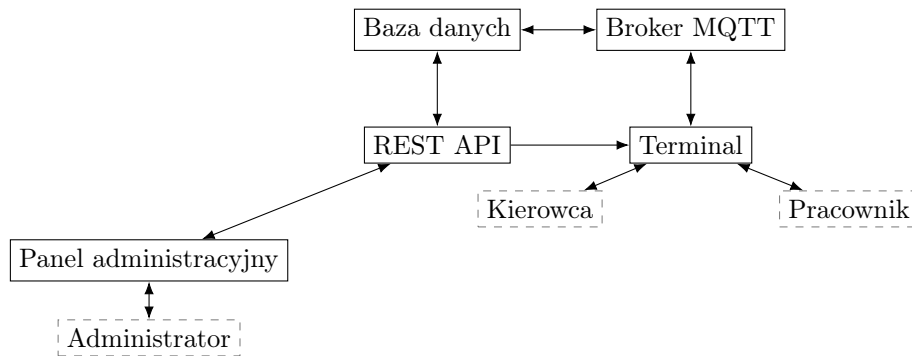 Baza danych
Broker MQTT
REST API
Terminal
Kierowca
Pracownik
Panel administracyjny
Administrator